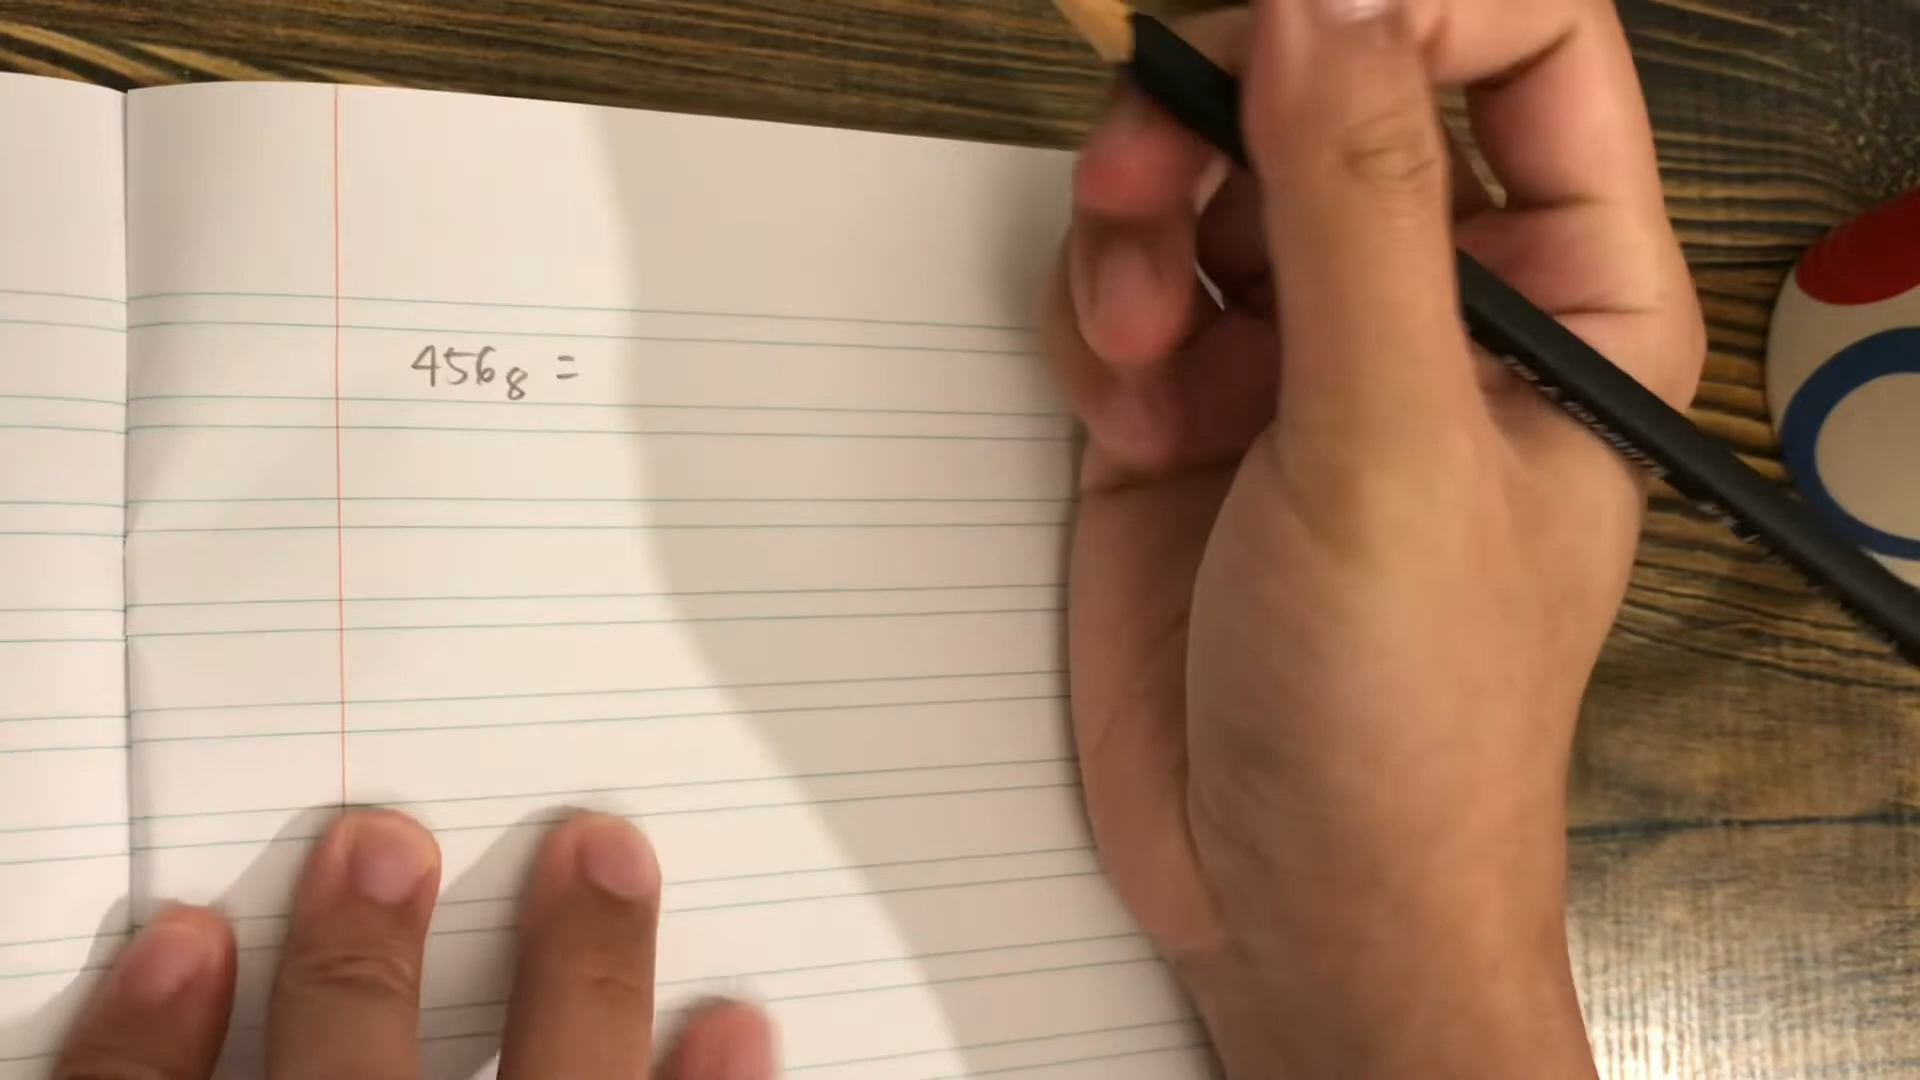 456₈ =